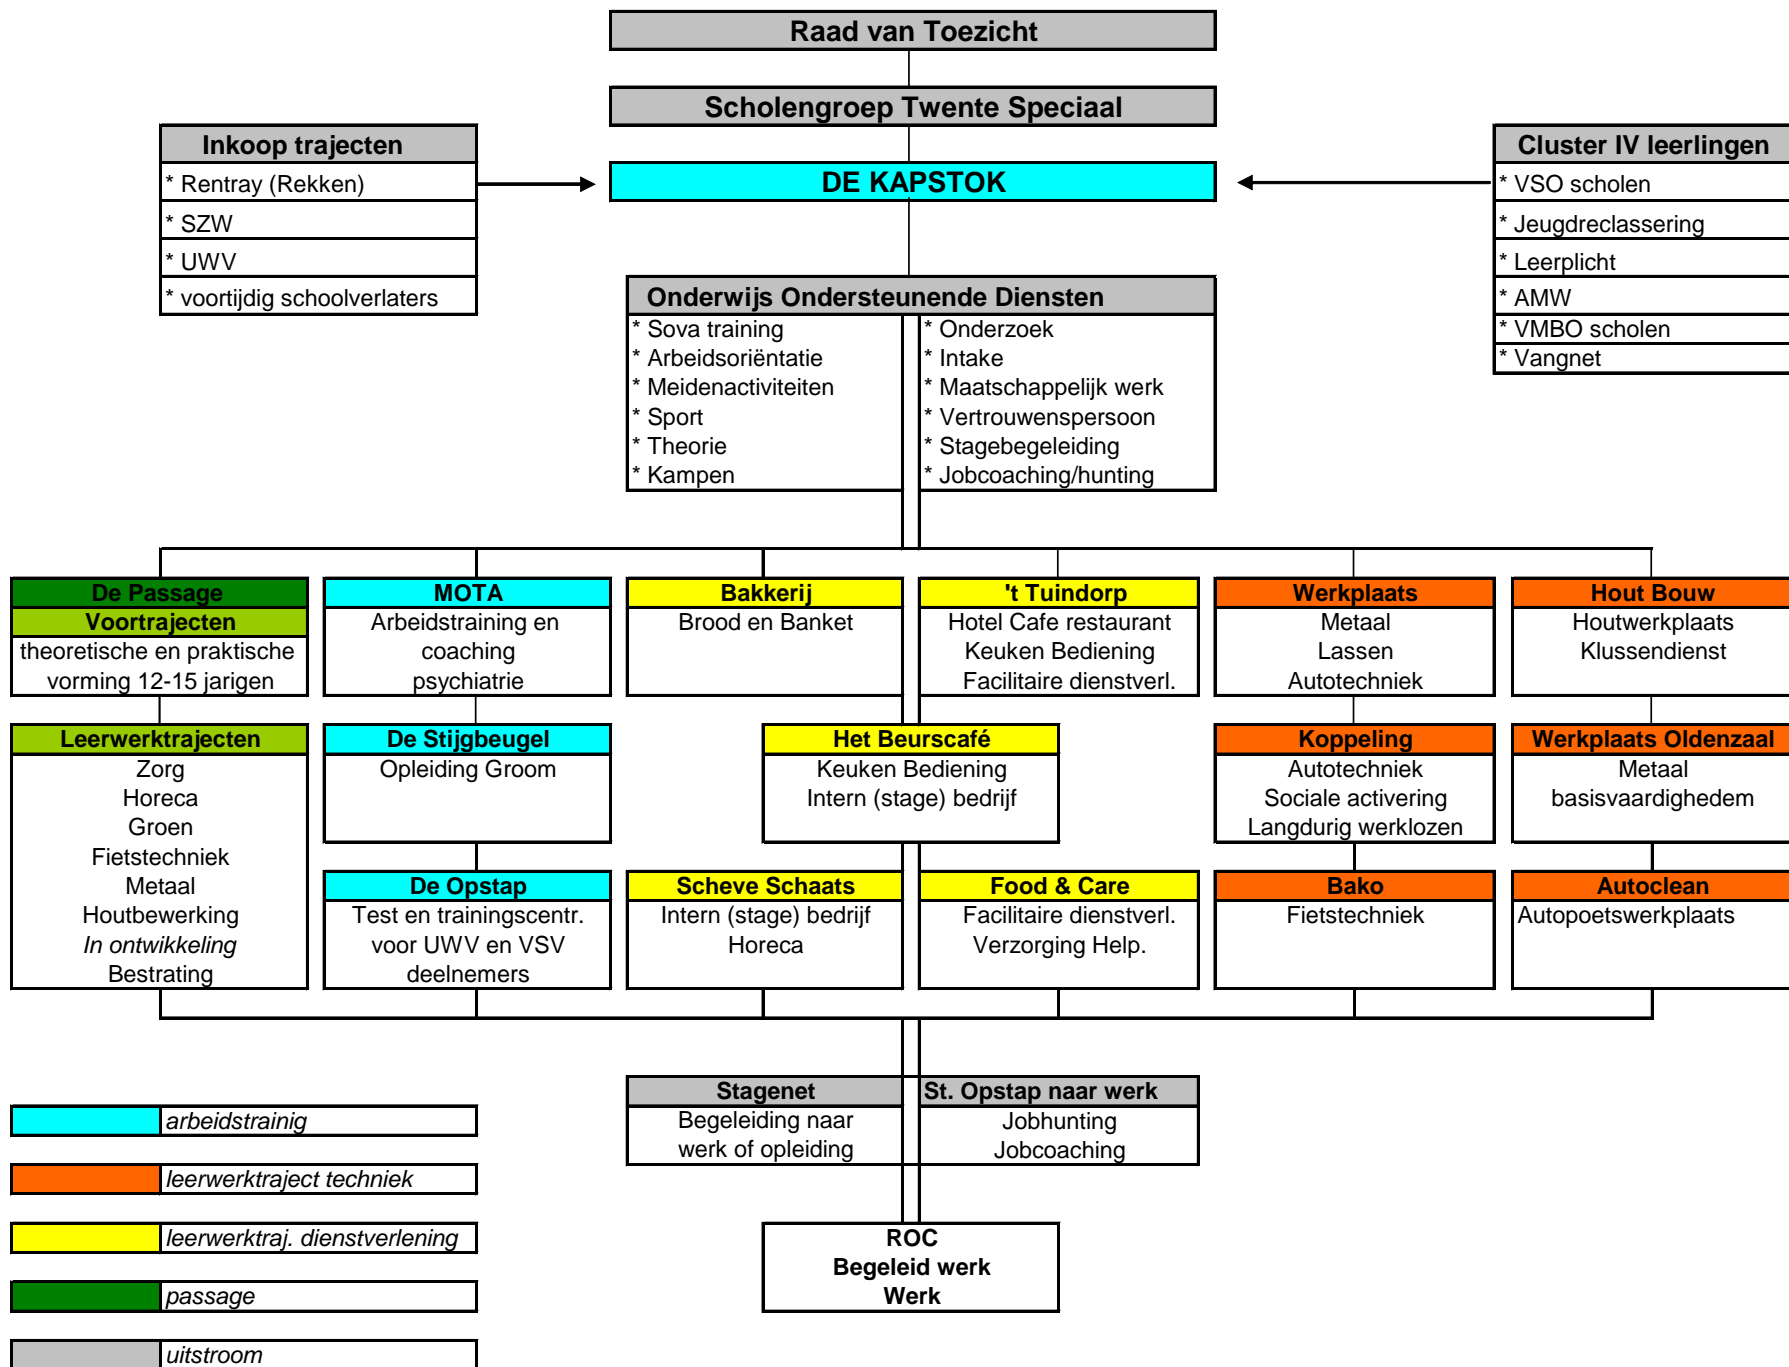 Raad van Toezicht
Scholengroep Twente Speciaal
DE KAPSTOK
Inkoop trajecten
* Rentray (Rekken)
* SZW
* UWV
* voortijdig schoolverlaters
Cluster IV leerlingen
* VSO scholen
* Jeugdreclassering
* Leerplicht
* AMW
* VMBO scholen
* Vangnet
Onderwijs Ondersteunende Diensten
* Sova training
* Arbeidsoriëntatie
* Meidenactiviteiten
* Sport
* Theorie
* Kampen
* Onderzoek
* Intake
* Maatschappelijk werk
* Vertrouwenspersoon
* Stagebegeleiding
* Jobcoaching/hunting
De Passage
Voortrajecten
theoretische en praktische
vorming 12-15 jarigen
MOTA
Arbeidstraining en
coaching
psychiatrie
Bakkerij
Brood en Banket
't Tuindorp
Hotel Cafe restaurant
Keuken Bediening
Facilitaire dienstverl.
Werkplaats
Metaal
Lassen
Autotechniek
Hout Bouw
Houtwerkplaats
Klussendienst
Leerwerktrajecten
Zorg
Horeca
Groen
Fietstechniek
Metaal
Houtbewerking
In ontwikkeling
Bestrating
De Stijgbeugel
Opleiding Groom
Het Beurscafé
Keuken Bediening
Intern (stage) bedrijf
Koppeling
Autotechniek
Sociale activering
Langdurig werklozen
Werkplaats Oldenzaal
Metaal
basisvaardighedem
De Opstap
Test en trainingscentr.
voor UWV en VSV
deelnemers
Scheve Schaats
Intern (stage) bedrijf
Horeca
Food & Care
Facilitaire dienstverl.
Verzorging Help.
Bako
Fietstechniek
Autoclean
Autopoetswerkplaats
Stagenet
Begeleiding naar
werk of opleiding
St. Opstap naar werk
Jobhunting
Jobcoaching
ROC
Begeleid werk
Werk
arbeidstrainig
leerwerktraject techniek
leerwerktraj. dienstverlening
passage
uitstroom